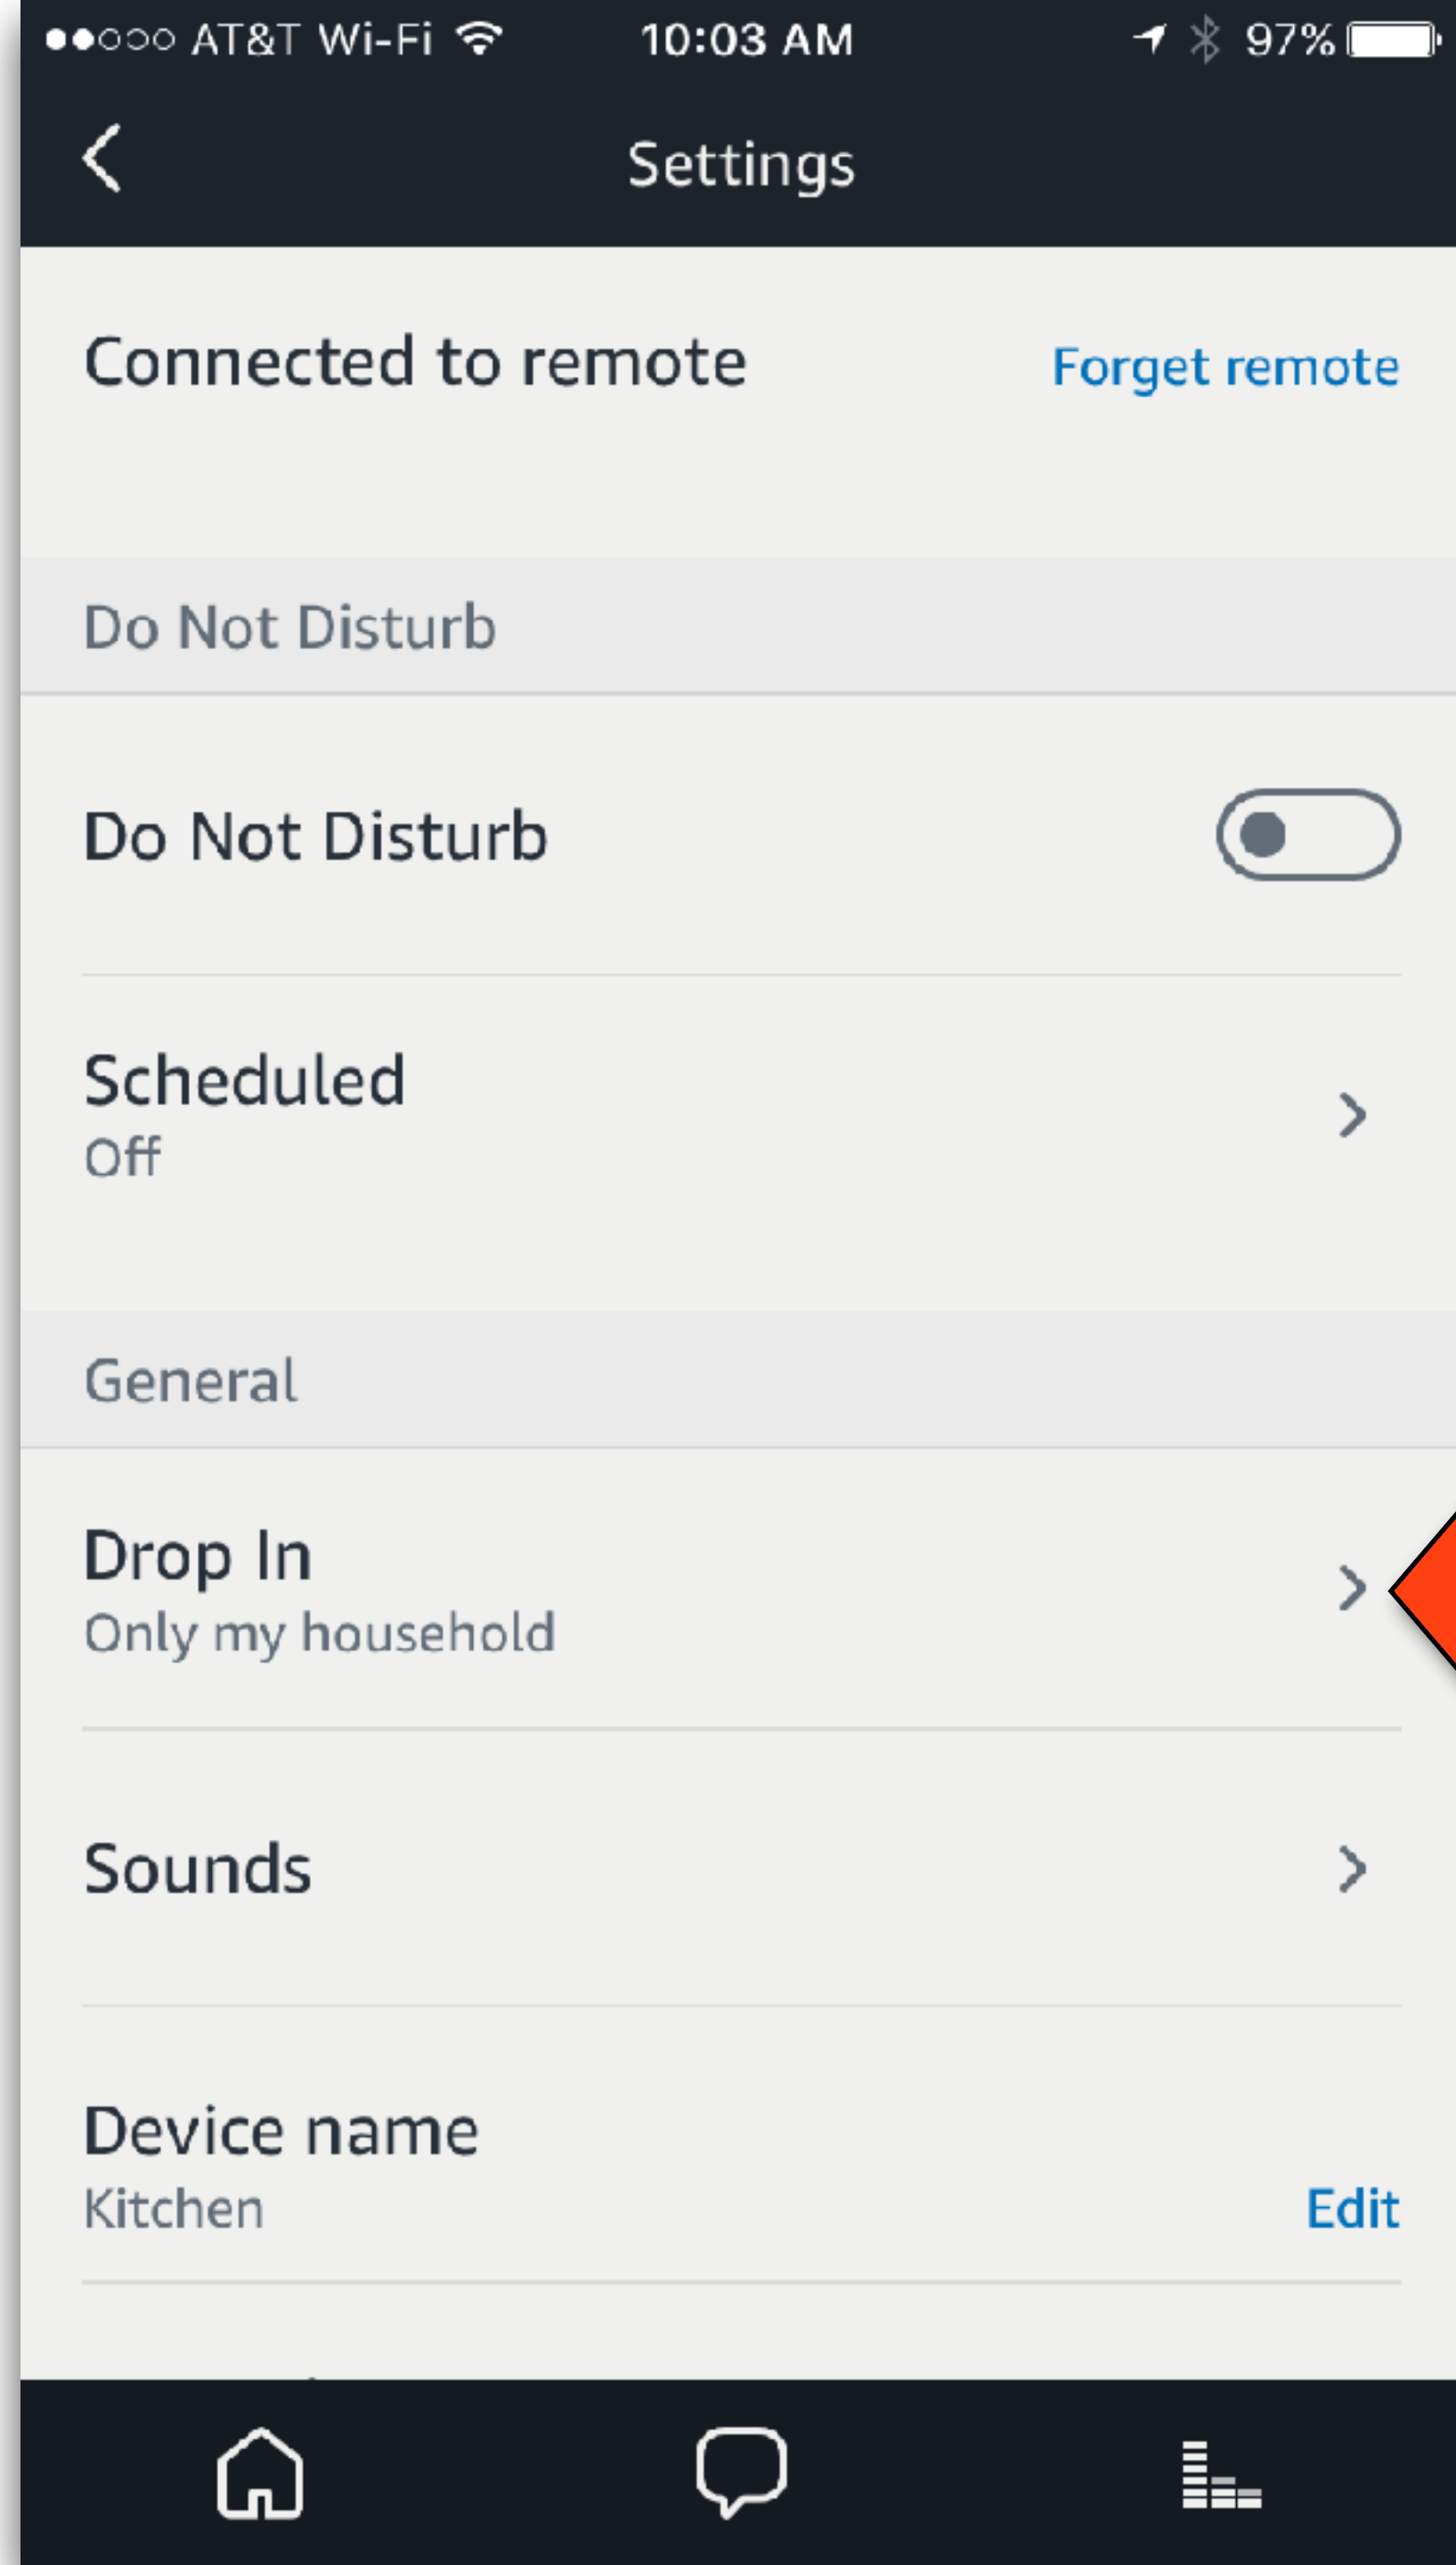 AT&T Wi-Fi 10:03 AM 97%
Settings
Connected to remote Forget remote
Do Not Disturb
Do Not Disturb
Scheduled
Off
General
Drop In
Only my household
Sounds
Device name
Kitchen Edit